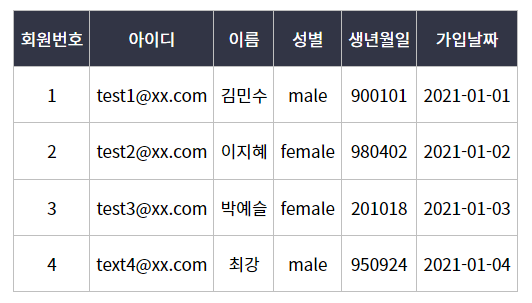 회원번호 아이디 이름 성별 생년월일 가입날짜
1 test1@xx.com 김민수 male 900101 2021-01-01
2 test2@xx.com 이지혜 female 980402 2021-01-02
3 test3@xx.com 박예슬 female 201018 2021-01-03
4 text4@xx.com 최강 male 950924 2021-01-04